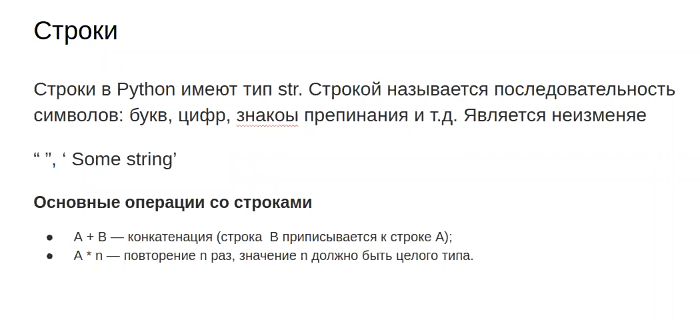 Строки
Строки в Python имеют тип str. Строкой называется последовательность
символов: букв, цифр, знакоы препинания и т.д. Является неизменяе
“ ”, ‘ Some string’
Основные операции со строками
● A + B — конкатенация (строка  B приписывается к строке A);
● A * n — повторение n раз, значение n должно быть целого типа.